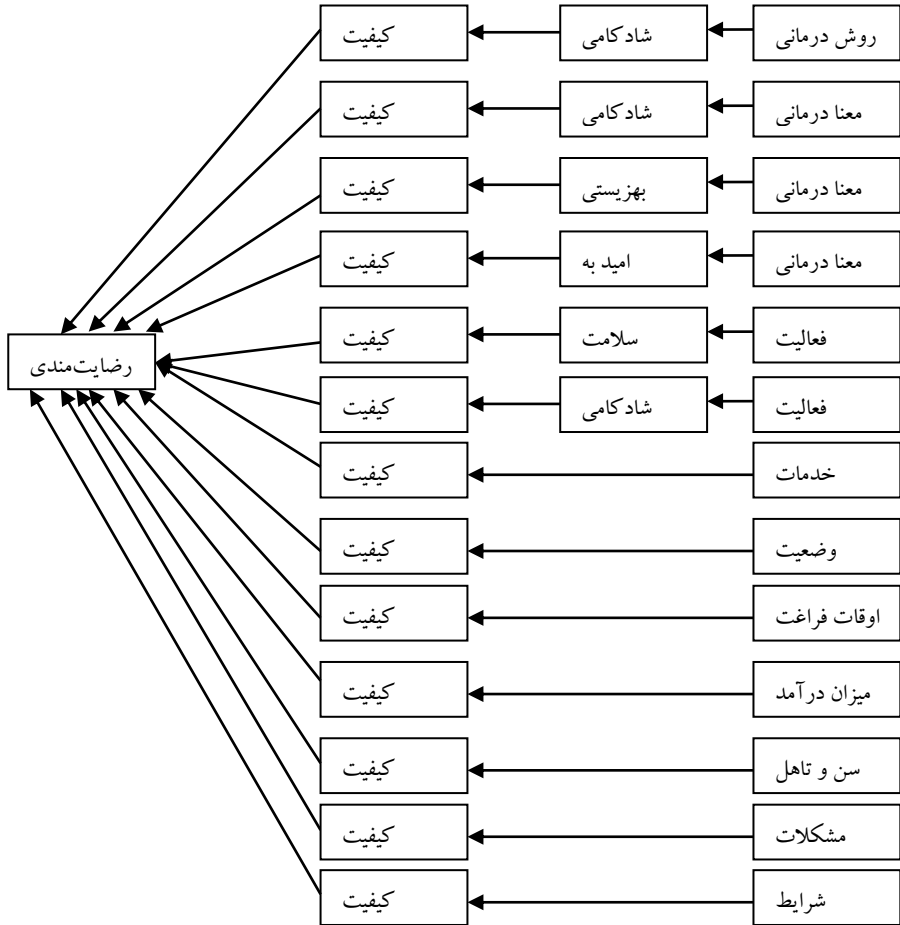 روش درمانی
شادکامی
کیفیت
معنا درمانی
شادکامی
کیفیت
معنا درمانی
بهزیستی
کیفیت
معنا درمانی
امید به
کیفیت
فعالیت
سلامت
کیفیت
رضایت‌مندی
فعالیت
شادکامی
کیفیت
خدمات
کیفیت
وضعیت
کیفیت
اوقات فراغت
کیفیت
میزان درآمد
کیفیت
سن و تاهل
کیفیت
مشکلات
کیفیت
شرایط
کیفیت